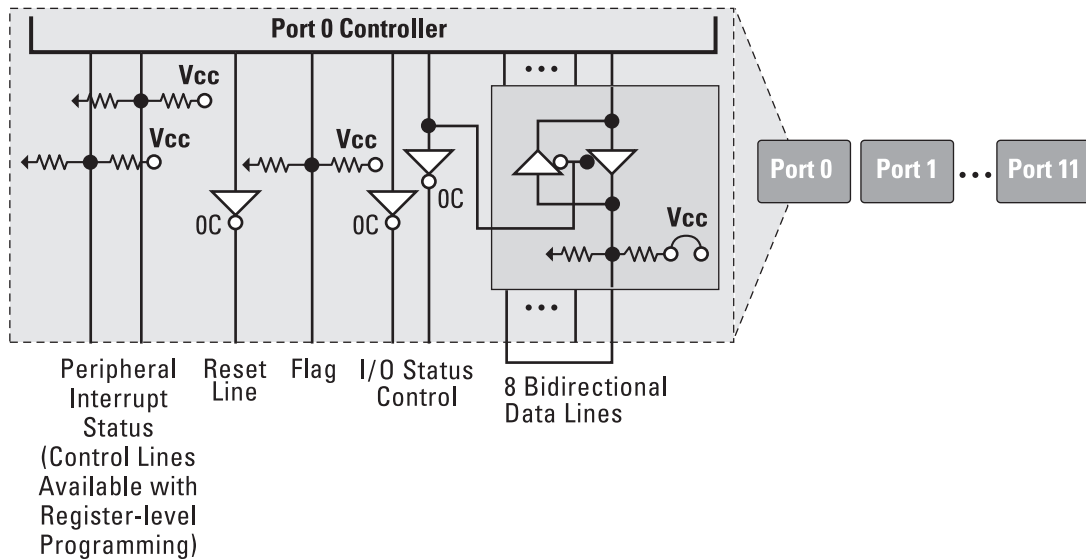 Port 0 Controller
Vcc
Vcc
Vcc
OC
OC
OC
Vcc
Port 0
Port 1
Port 11
Peripheral
Interrupt
Status
(Control Lines
Available with
Register-level
Programming)
Reset
Line
Flag
I/O Status
Control
8 Bidirectional
Data Lines